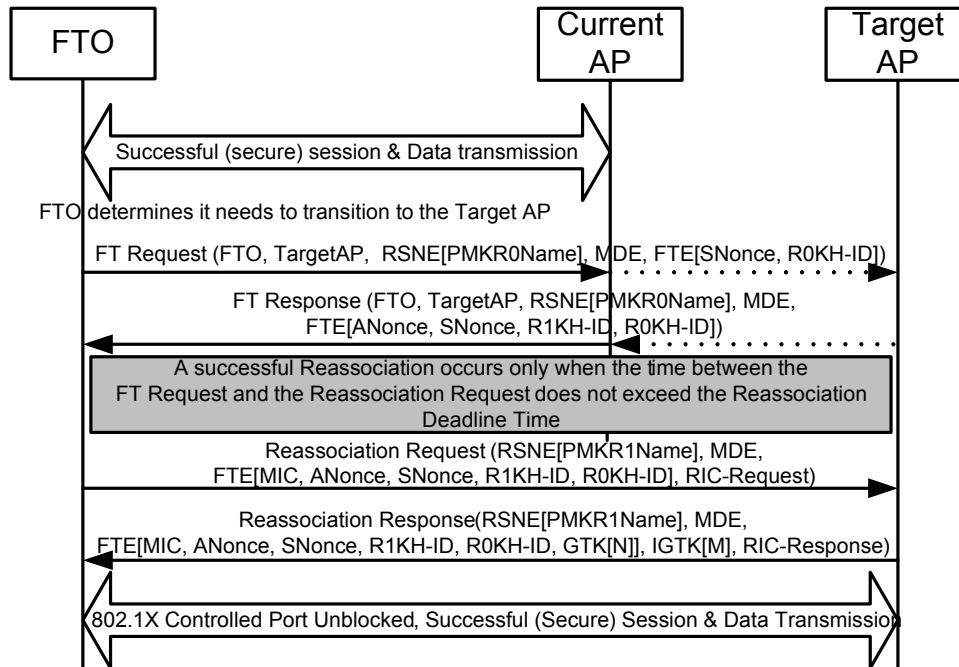 FTO
Current
AP
Target
AP
Successful (secure) session & Data transmission
FTO determines it needs to transition to the Target AP
FT Request (FTO, TargetAP, RSNE[PMKR0Name], MDE, FTE[SNonce, R0KH-ID])
FT Response (FTO, TargetAP, RSNE[PMKR0Name], MDE,
FTE[ANonce, SNonce, R1KH-ID, R0KH-ID])
A successful Reassociation occurs only when the time between the
FT Request and the Reassociation Request does not exceed the Reassociation
Deadline Time
Reassociation Request (RSNE[PMKR1Name], MDE,
FTE[MIC, ANonce, SNonce, R1KH-ID, R0KH-ID], RIC-Request)
Reassociation Response(RSNE[PMKR1Name], MDE,
FTE[MIC, ANonce, SNonce, R1KH-ID, R0KH-ID, GTK[N]], IGTK[M], RIC-Response)
802.1X Controlled Port Unblocked, Successful (Secure) Session & Data Transmission